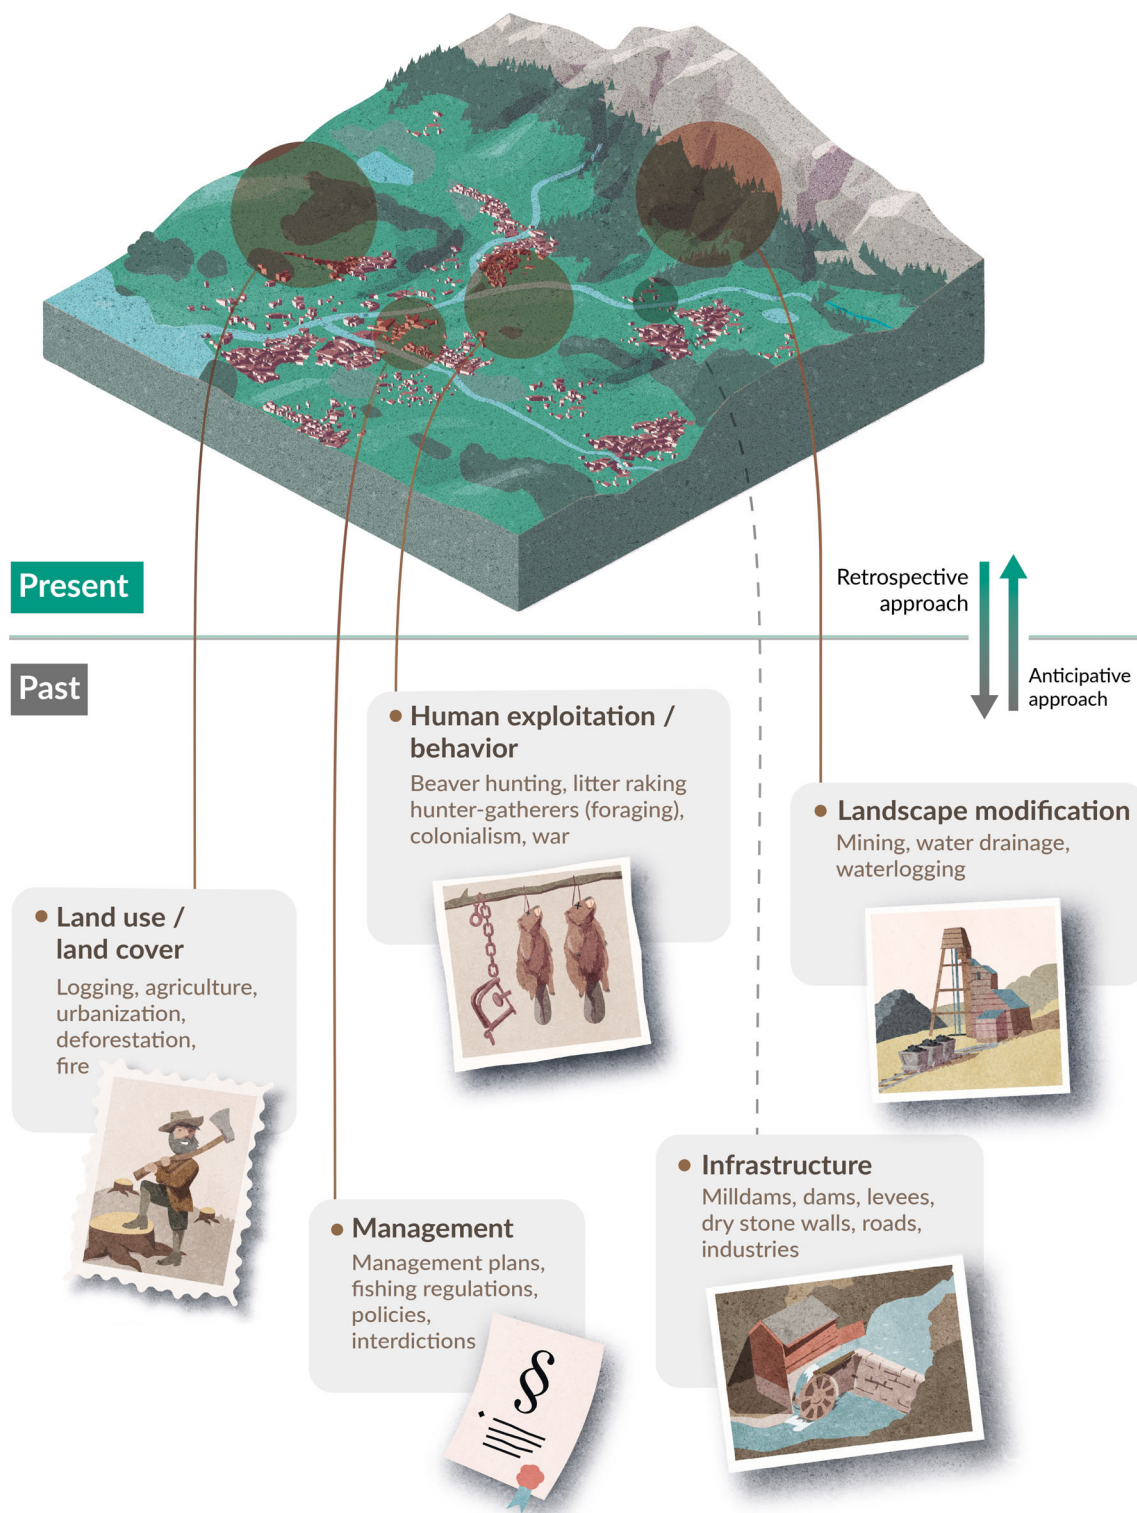 Present
Retrospective
approach
Past
Anticipative
approach
Human exploitation /
behavior
Beaver hunting, litter raking
hunter-gatherers (foraging),
colonialism, war
Landscape modification
Mining, water drainage,
waterlogging
Land use /
land cover
Logging, agriculture,
urbanization,
deforestation,
fire
Infrastructure
Milldams, dams, levees,
dry stone walls, roads,
industries
Management
Management plans,
fishing regulations,
policies,
interdictions
§